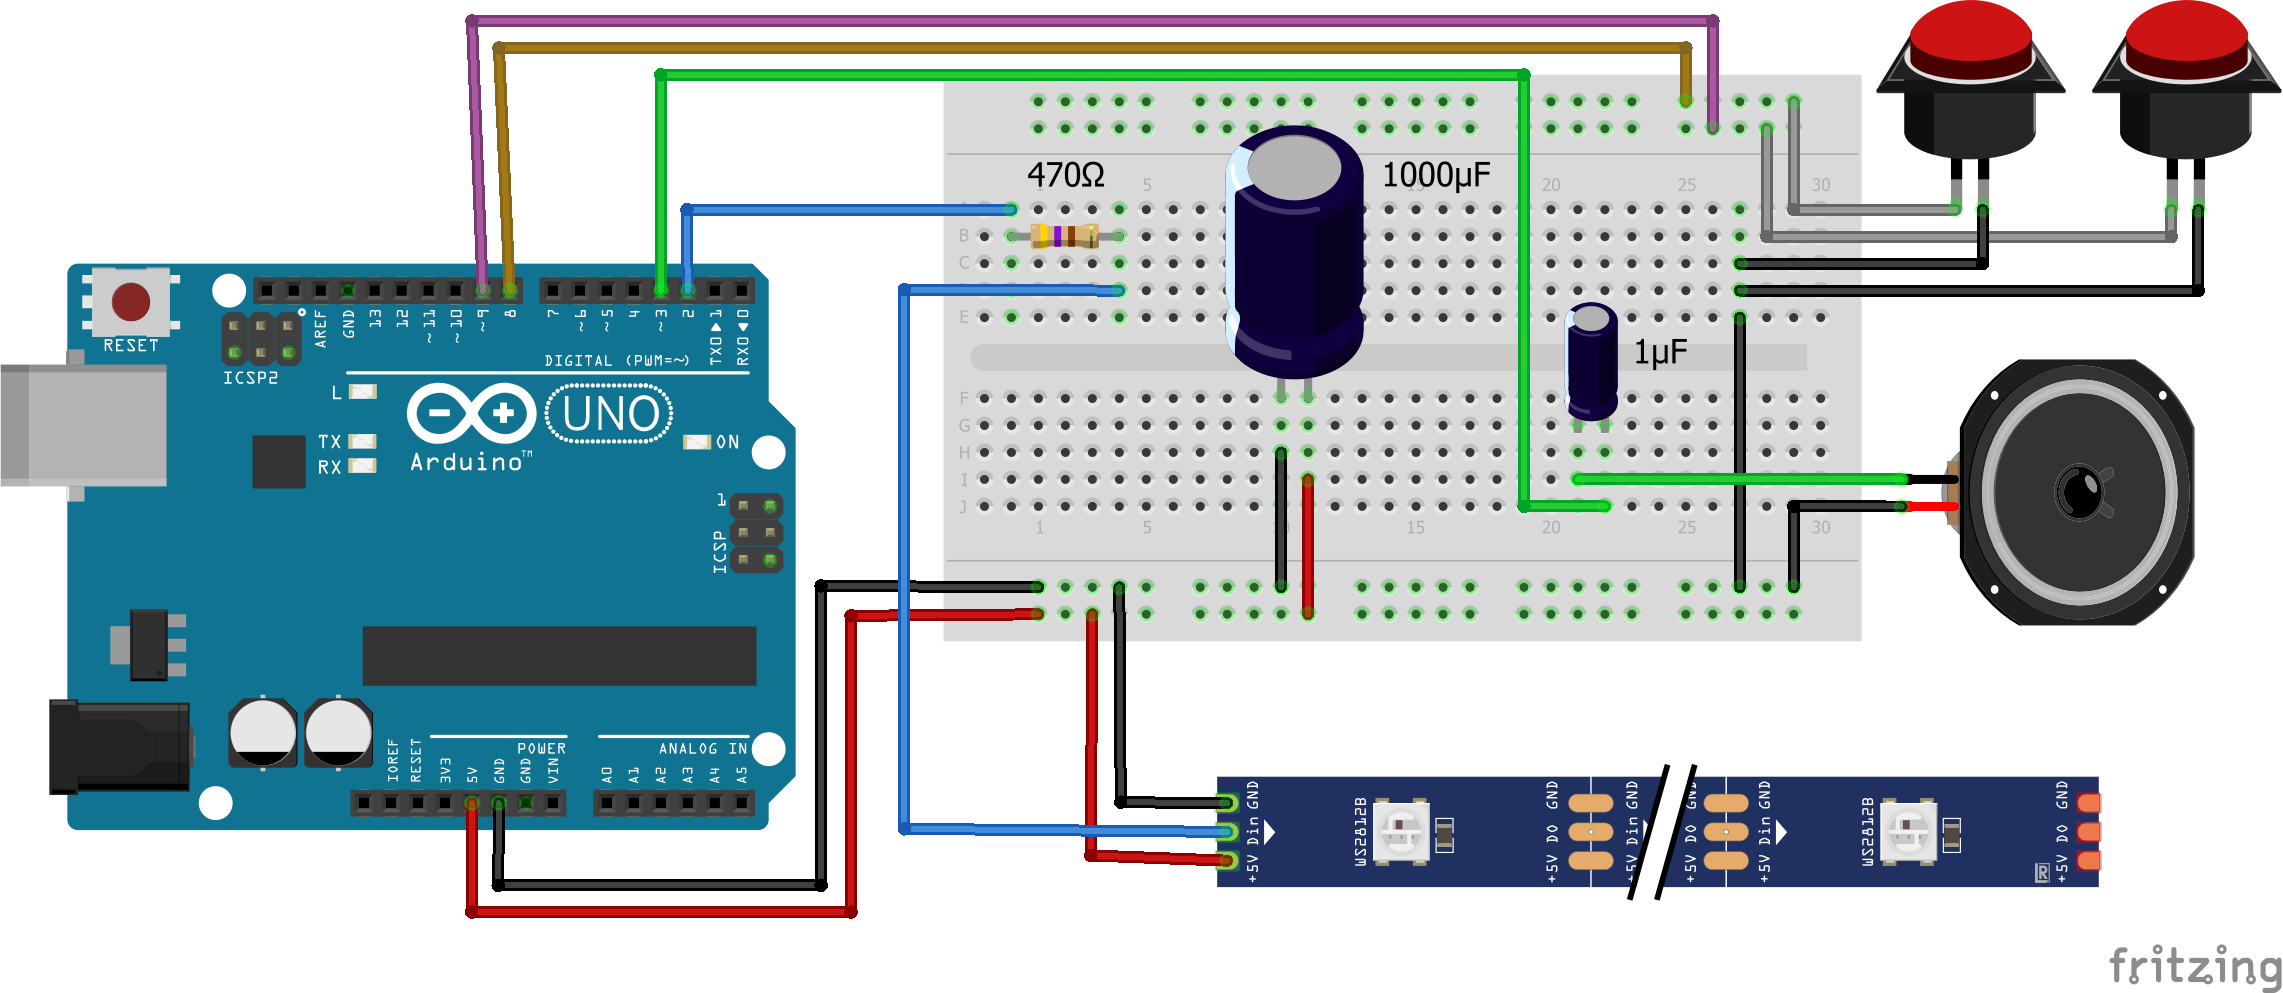 470Ω
1000µF
1 5 15 20 25 30
A
B
C
E
RESET
ICSP2
AREF
GND
13
12
~11
~10
~9
8
7
~6
~5
4
~3
2
TX0 1
RX0 0
DIGITAL (PWM=~)
1µF
L
TX
RX
UNO
ON
Arduino™
F
G
H
I
J
1 5 10 15 20 25 30
1
ICSP
IOREF
RESET
3V3
5V
GND
GND
VIN
POWER
A0
A1
A2
A3
A4
A5
ANALOG IN
+5V Din GND
WS2812B
+5V DO GND
+5V Din GND
+5V DO GND
+5V Din GND
WS2812B
+5V DO GND
R
fritzing